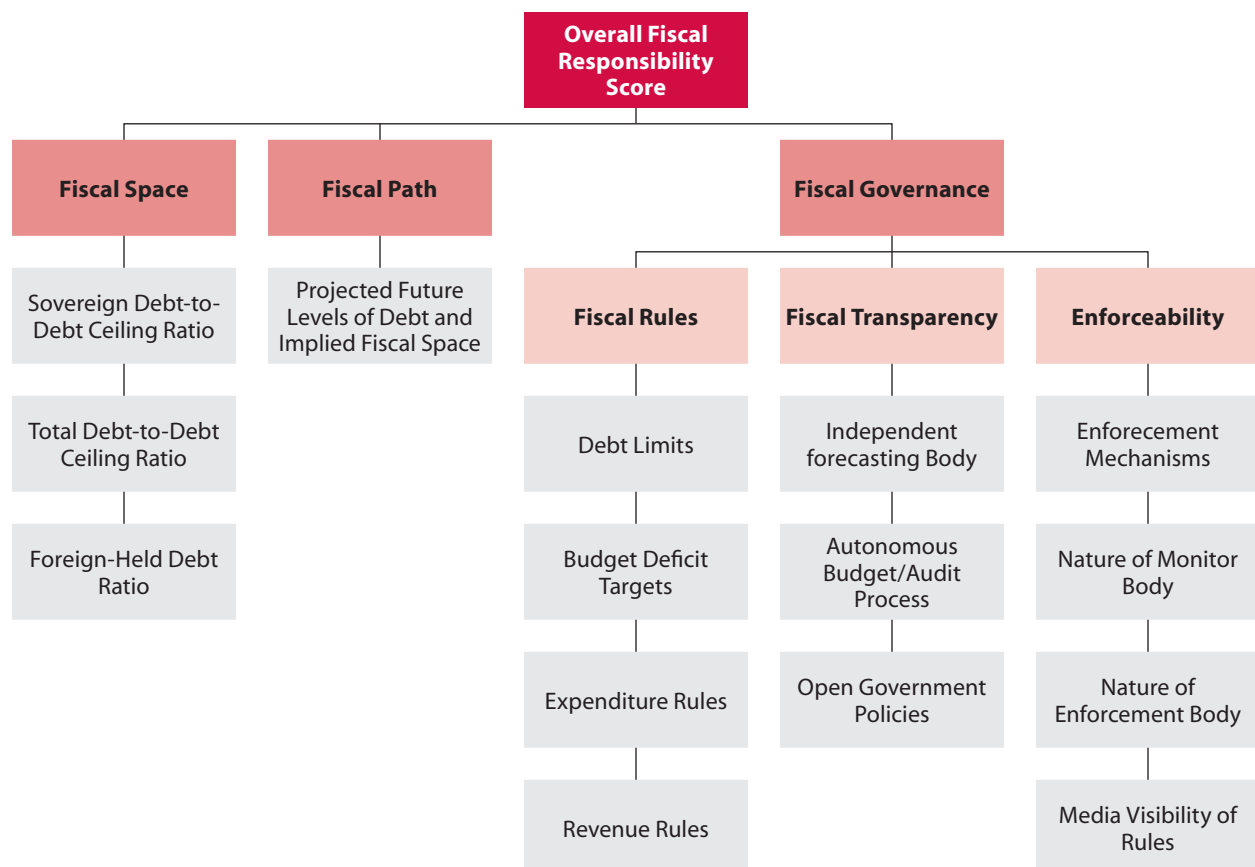 Overall Fiscal
Responsibility
Score
Fiscal Space
Fiscal Path
Fiscal Governance
Sovereign Debt-to-
Debt Ceiling Ratio
Projected Future
Levels of Debt and
Implied Fiscal Space
Fiscal Rules
Fiscal Transparency
Enforceability
Total Debt-to-Debt
Ceiling Ratio
Debt Limits
Independent
forecasting Body
Enforecement
Mechanisms
Foreign-Held Debt
Ratio
Budget Deficit
Targets
Autonomous
Budget/Audit
Process
Nature of Monitor
Body
Expenditure Rules
Open Government
Policies
Nature of
Enforcement Body
Revenue Rules
Media Visibility of
Rules